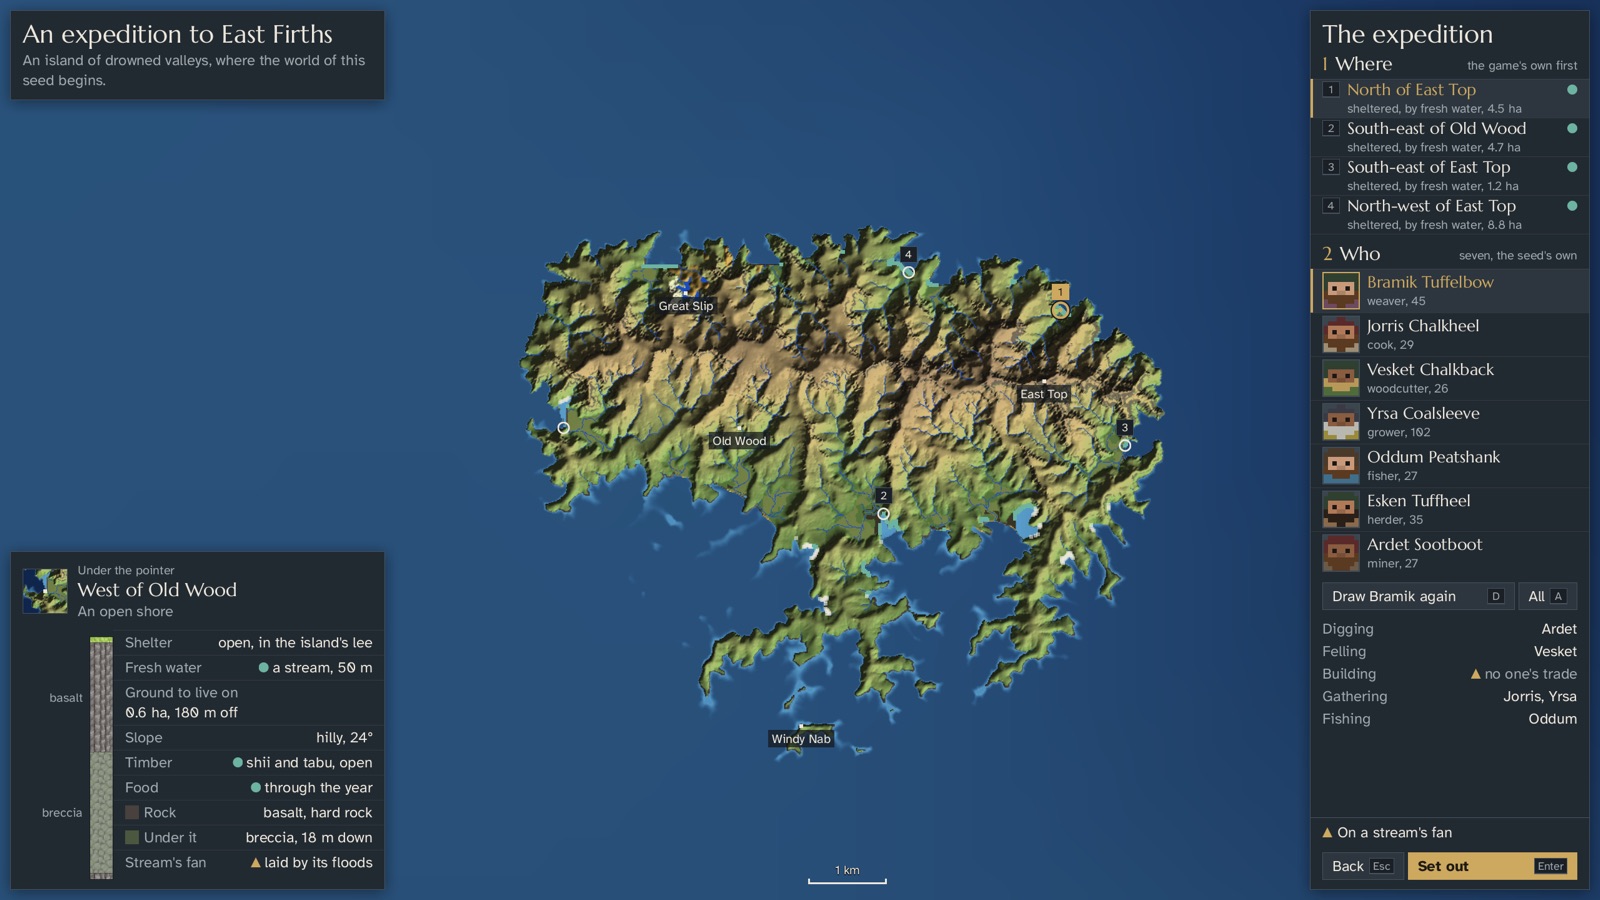 An expedition to East Firths
An island of drowned valleys, where the world of this
seed begins.
Great Slip
East Top
Old Wood
Windy Nab
4
1
3
2
1 km
Under the pointer
West of Old Wood
An open shore
basalt
breccia
Shelter open, in the island's lee
Fresh water a stream, 50 m
Ground to live on
0.6 ha, 180 m off
Slope hilly, 24°
Timber shii and tabu, open
Food through the year
Rock basalt, hard rock
Under it breccia, 18 m down
Stream's fan laid by its floods
The expedition
1 Where the game's own first
1 North of East Top
sheltered, by fresh water, 4.5 ha
2 South-east of Old Wood
sheltered, by fresh water, 4.7 ha
3 South-east of East Top
sheltered, by fresh water, 1.2 ha
4 North-west of East Top
sheltered, by fresh water, 8.8 ha
2 Who seven, the seed's own
Bramik Tuffelbow
weaver, 45
Jorris Chalkheel
cook, 29
Vesket Chalkback
woodcutter, 26
Yrsa Coalsleeve
grower, 102
Oddum Peatshank
fisher, 27
Esken Tuffheel
herder, 35
Ardet Sootboot
miner, 27
Draw Bramik again D All A
Digging Ardet
Felling Vesket
Building no one's trade
Gathering Jorris, Yrsa
Fishing Oddum
On a stream's fan
Back Esc Set out Enter